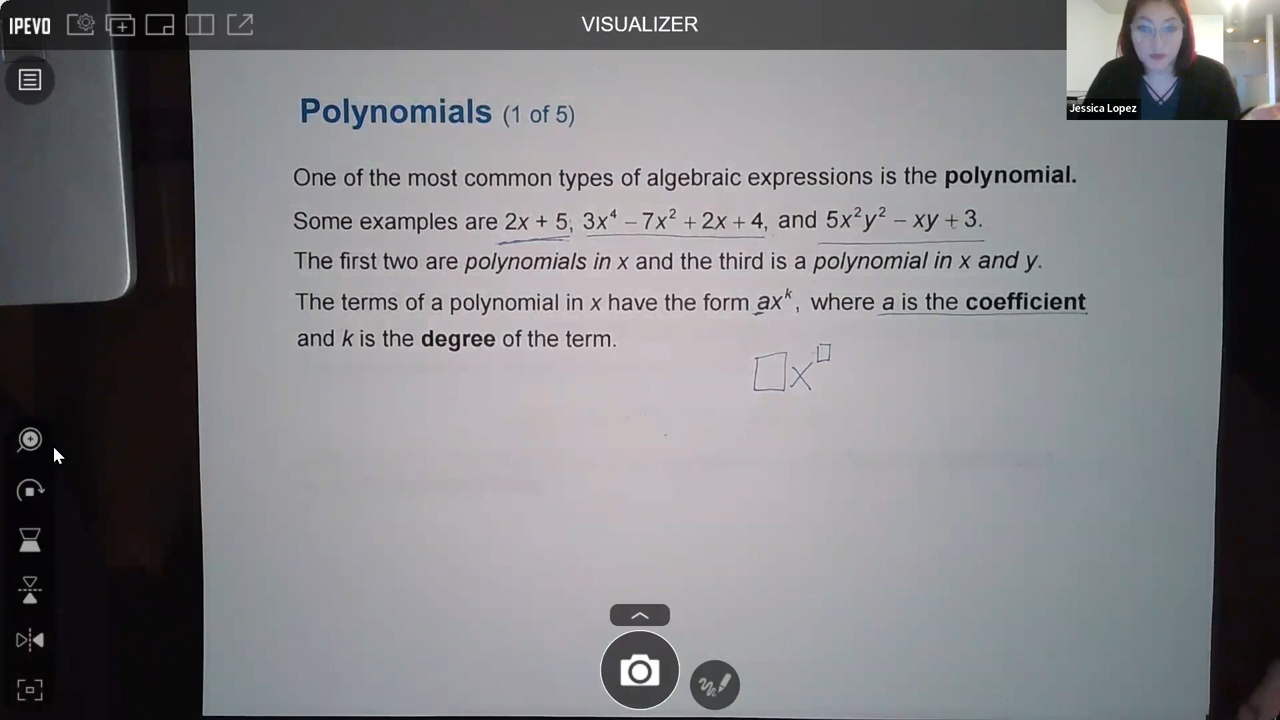 IPEVO
VISUALIZER
Jessica Lopez
Polynomials (1 of 5)
One of the most common types of algebraic expressions is the polynomial.
Some examples are 2x + 5, 3x⁴ − 7x² + 2x + 4, and 5x²y² − xy + 3.
The first two are polynomials in x and the third is a polynomial in x and y.
The terms of a polynomial in x have the form axᵏ, where a is the coefficient
and k is the degree of the term.
□x□